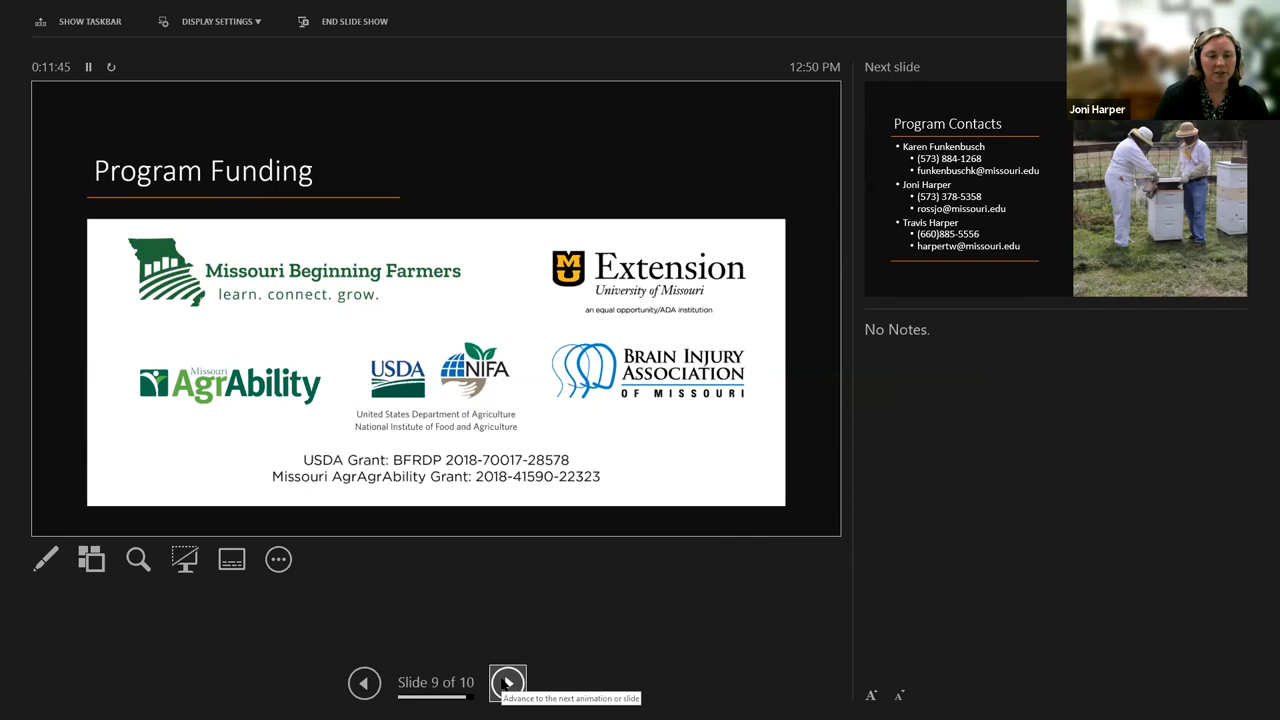 SHOW TASKBAR
DISPLAY SETTINGS
END SLIDE SHOW
0:11:45
12:50 PM
Program Funding
Missouri Beginning Farmers
learn. connect. grow.
MU
Extension
University of Missouri
an equal opportunity/ADA institution
Missouri
AgrAbility
USDA
NIFA
United States Department of Agriculture
National Institute of Food and Agriculture
BRAIN INJURY
ASSOCIATION
OF MISSOURI
USDA Grant: BFRDP 2018-70017-28578
Missouri AgrAgrAbility Grant: 2018-41590-22323
Slide 9 of 10
Advance to the next animation or slide
Next slide
Joni Harper
Program Contacts
• Karen Funkenbusch
• (573) 884-1268
• funkenbuschk@missouri.edu
• Joni Harper
• (573) 378-5358
• rossjo@missouri.edu
• Travis Harper
• (660)885-5556
• harpertw@missouri.edu
No Notes.
A A